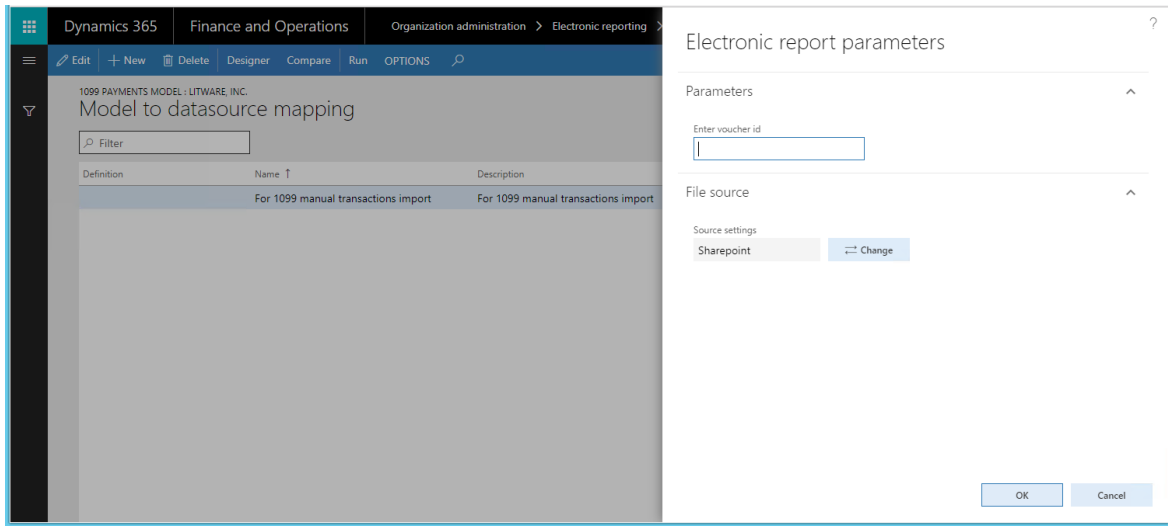 Dynamics 365 Finance and Operations Organization administration > Electronic reporting >
Edit + New Delete Designer Compare Run OPTIONS
1099 PAYMENTS MODEL : LITWARE, INC.
Model to datasource mapping
Filter
Definition Name ↑ Description
For 1099 manual transactions import For 1099 manual transactions import
?
Electronic report parameters
Parameters
Enter voucher id
File source
Source settings
Sharepoint Change
OK Cancel